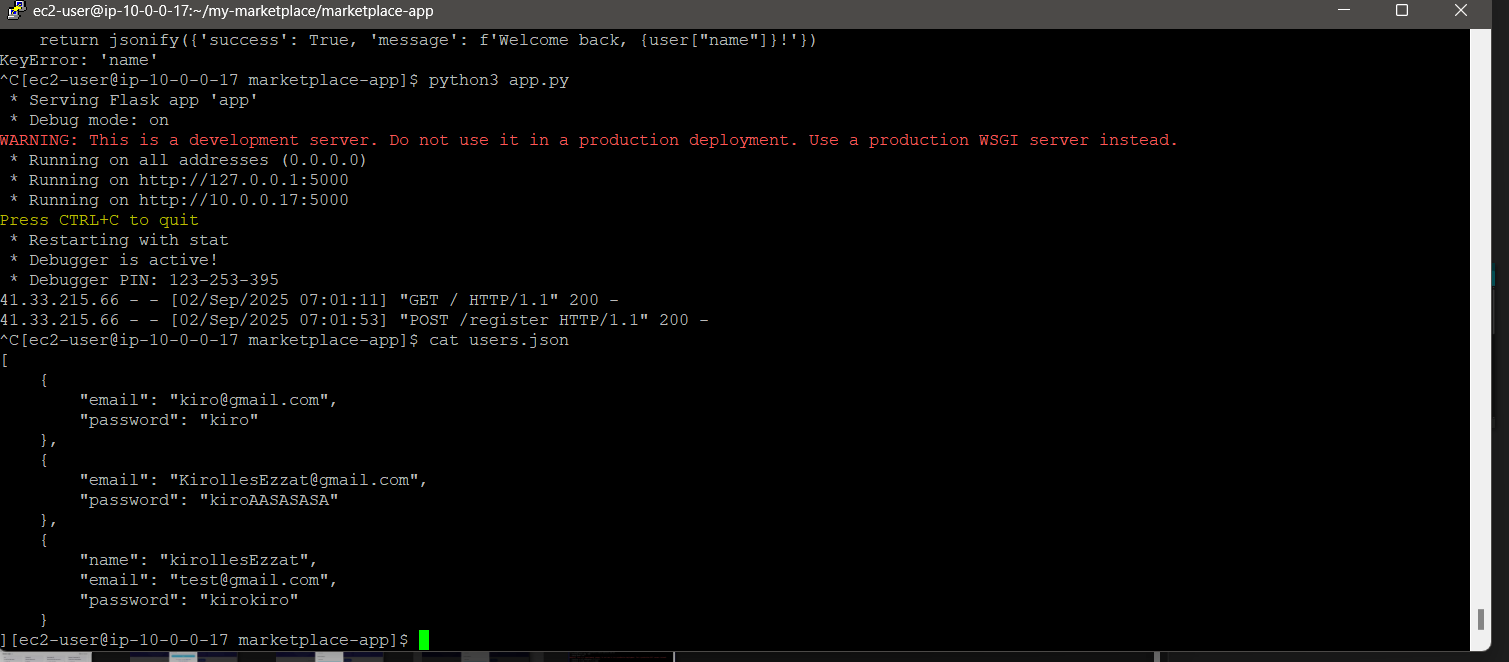 ec2-user@ip-10-0-0-17:~/my-marketplace/marketplace-app
    return jsonify({'success': True, 'message': f'Welcome back, {user["name"]}!'})
KeyError: 'name'
^C[ec2-user@ip-10-0-0-17 marketplace-app]$ python3 app.py
 * Serving Flask app 'app'
 * Debug mode: on
WARNING: This is a development server. Do not use it in a production deployment. Use a production WSGI server instead.
 * Running on all addresses (0.0.0.0)
 * Running on http://127.0.0.1:5000
 * Running on http://10.0.0.17:5000
Press CTRL+C to quit
 * Restarting with stat
 * Debugger is active!
 * Debugger PIN: 123-253-395
41.33.215.66 - - [02/Sep/2025 07:01:11] "GET / HTTP/1.1" 200 -
41.33.215.66 - - [02/Sep/2025 07:01:53] "POST /register HTTP/1.1" 200 -
^C[ec2-user@ip-10-0-0-17 marketplace-app]$ cat users.json
[
    {
        "email": "kiro@gmail.com",
        "password": "kiro"
    },
    {
        "email": "KirollesEzzat@gmail.com",
        "password": "kiroAASASASA"
    },
    {
        "name": "kirollesEzzat",
        "email": "test@gmail.com",
        "password": "kirokiro"
    }
][ec2-user@ip-10-0-0-17 marketplace-app]$